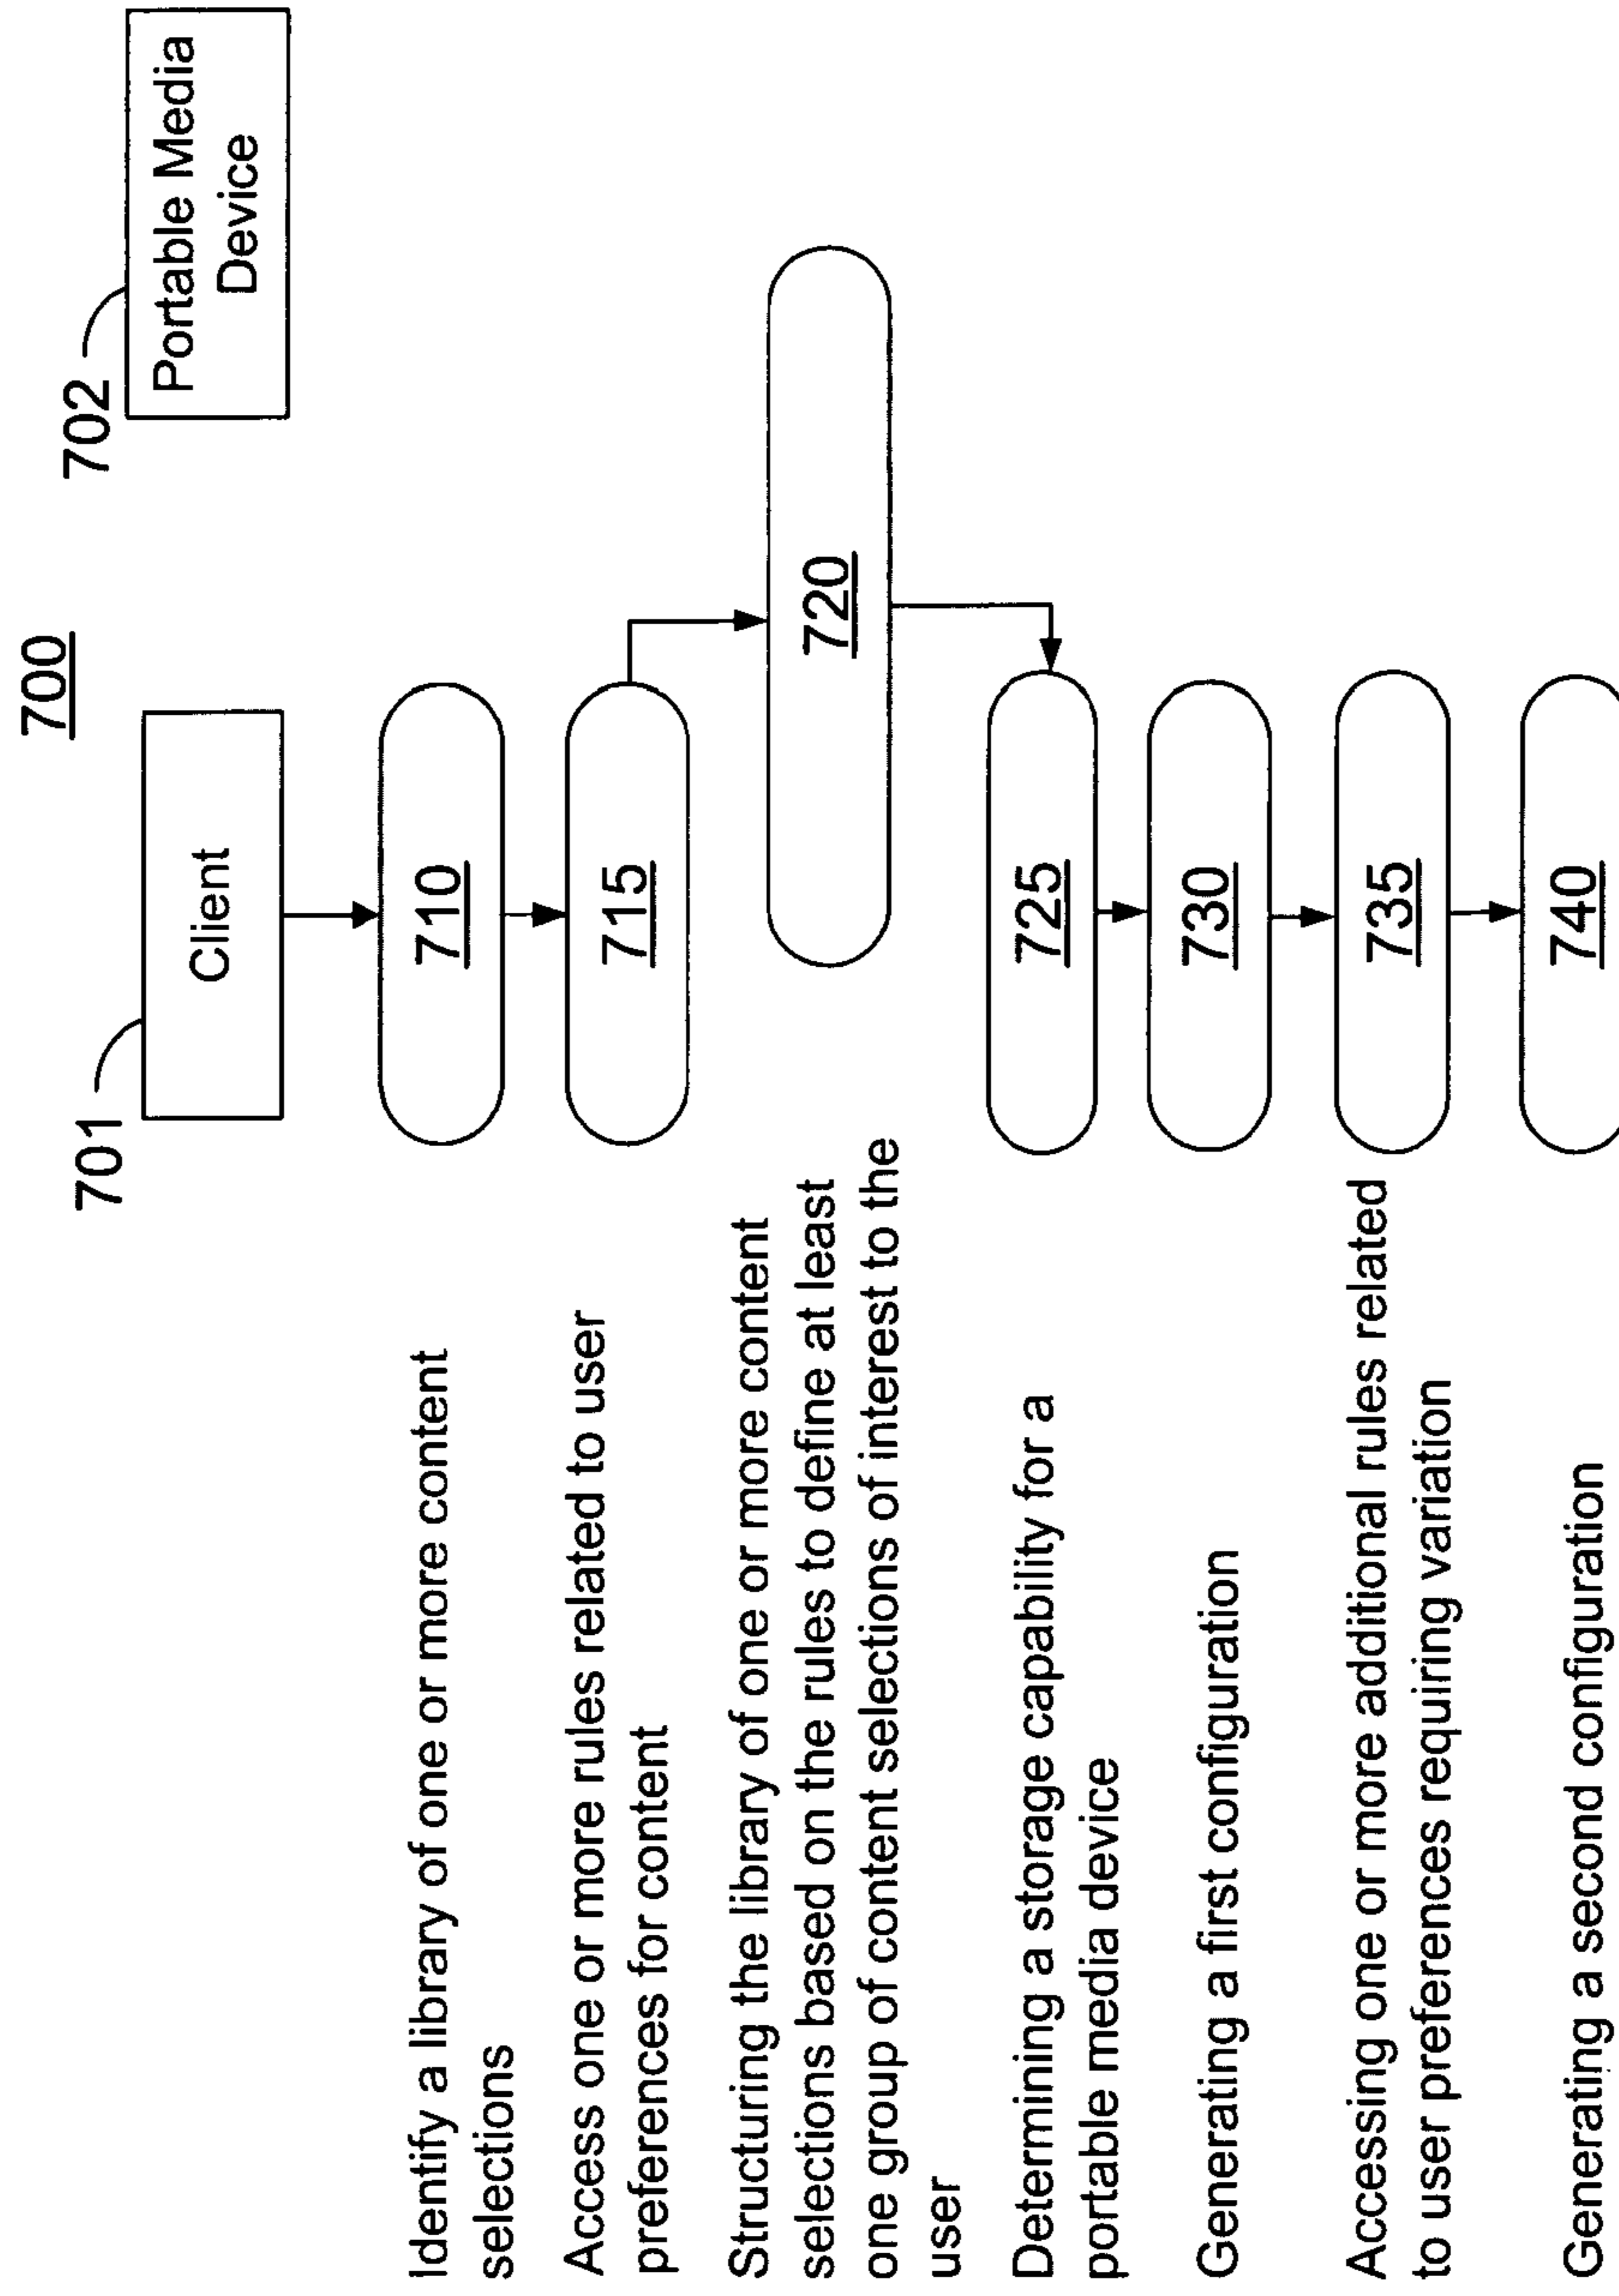 700
701
702
Client
Portable Media
Device
Identify a library of one or more content
selections
710
Access one or more rules related to user
preferences for content
715
Structuring the library of one or more content
selections based on the rules to define at least
one group of content selections of interest to the
user
720
Determining a storage capability for a
portable media device
725
Generating a first configuration
730
Accessing one or more additional rules related
to user preferences requiring variation
735
Generating a second configuration
740